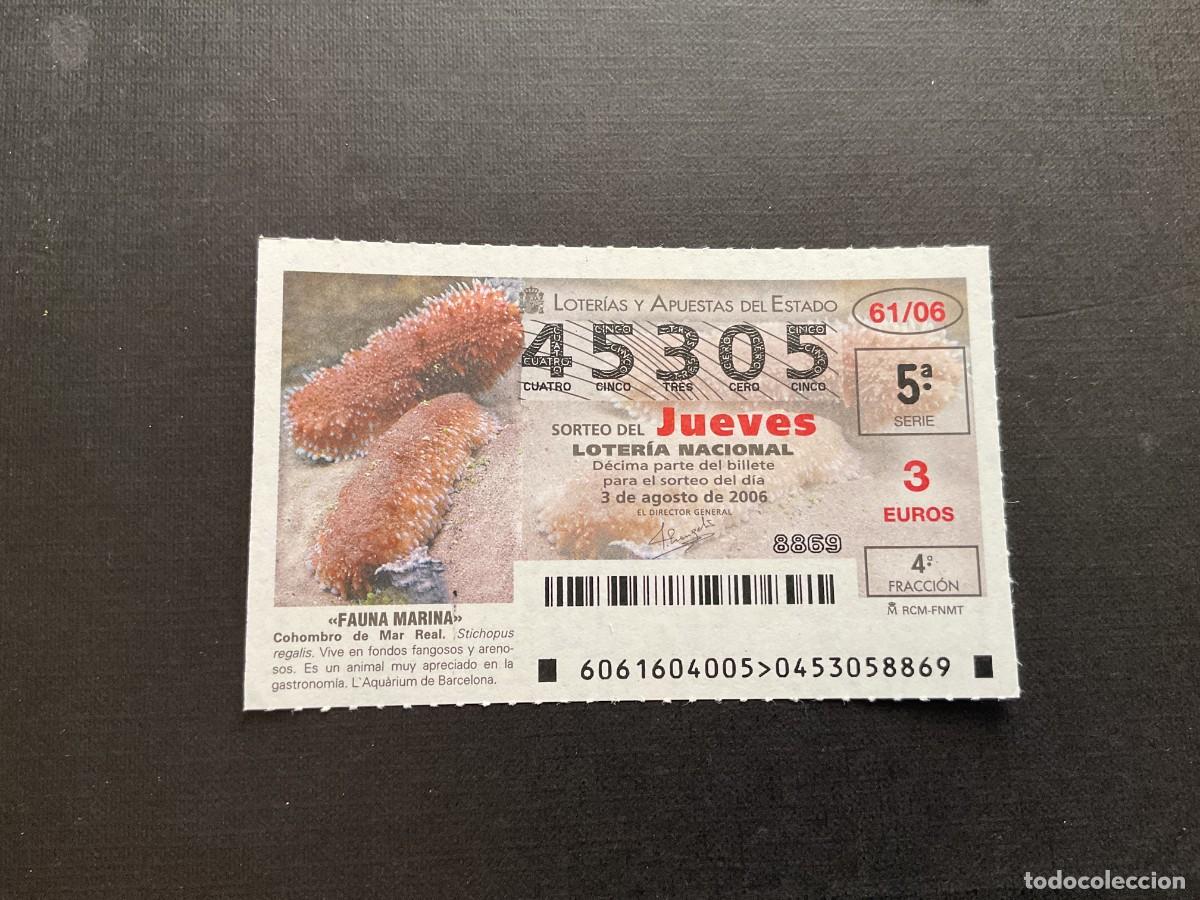 LOTERÍAS Y APUESTAS DEL ESTADO
61/06
45305
CUATRO CINCO TRES CERO CINCO
5ª
SERIE
SORTEO DEL Jueves
LOTERÍA NACIONAL
Décima parte del billete
para el sorteo del día
3 de agosto de 2006
EL DIRECTOR GENERAL
3
EUROS
8869
4ª
FRACCIÓN
RCM-FNMT
«FAUNA MARINA»
Cohombro de Mar Real. Stichopus
regalis. Vive en fondos fangosos y areno-
sos. Es un animal muy apreciado en la
gastronomía. L`Aquàrium de Barcelona.
6061604005>0453058869
todocoleccion